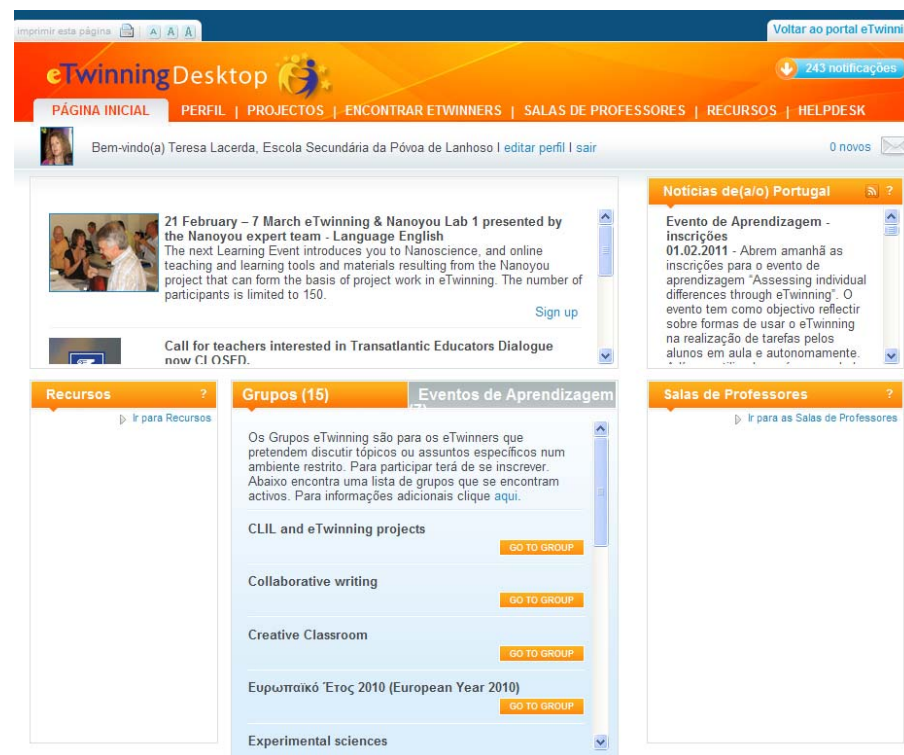 imprimir esta página A A A
Voltar ao portal eTwinni
eTwinningDesktop
243 notificações
PÁGINA INICIAL PERFIL | PROJECTOS | ENCONTRAR ETWINNERS | SALAS DE PROFESSORES | RECURSOS | HELPDESK
Bem-vindo(a) Teresa Lacerda, Escola Secundária da Póvoa de Lanhoso l editar perfil l sair
0 novos
21 February – 7 March eTwinning & Nanoyou Lab 1 presented by
the Nanoyou expert team - Language English
The next Learning Event introduces you to Nanoscience, and online
teaching and learning tools and materials resulting from the Nanoyou
project that can form the basis of project work in eTwinning. The number of
participants is limited to 150.
Sign up
Call for teachers interested in Transatlantic Educators Dialogue
now CLOSED.
Notícias de(a/o) Portugal ?
Evento de Aprendizagem -
inscrições
01.02.2011 - Abrem amanhã as
inscrições para o evento de
aprendizagem “Assessing individual
differences through eTwinning”. O
evento tem como objectivo reflectir
sobre formas de usar o eTwinning
na realização de tarefas pelos
alunos em aula e autonomamente.
Recursos ?
Ir para Recursos
Grupos (15)
Eventos de Aprendizagem
(7)
Os Grupos eTwinning são para os eTwinners que
pretendem discutir tópicos ou assuntos específicos num
ambiente restrito. Para participar terá de se inscrever.
Abaixo encontra uma lista de grupos que se encontram
activos. Para informações adicionais clique aqui.
CLIL and eTwinning projects
GO TO GROUP
Collaborative writing
GO TO GROUP
Creative Classroom
GO TO GROUP
Ευρωπαϊκό Έτος 2010 (European Year 2010)
GO TO GROUP
Experimental sciences
Salas de Professores ?
Ir para as Salas de Professores